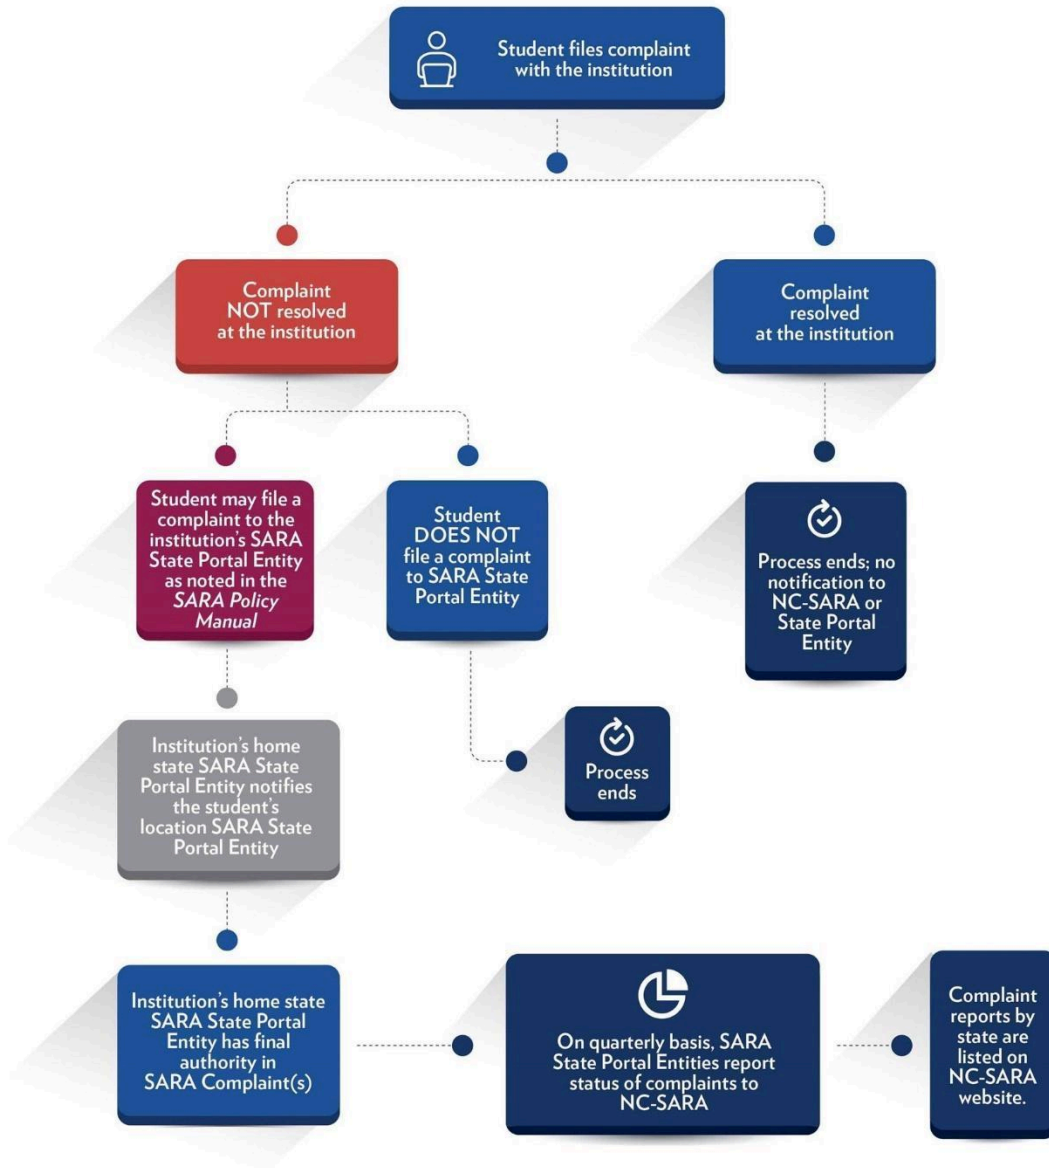 Student files complaint
with the institution
Complaint
NOT resolved
at the institution
Complaint
resolved
at the institution
Student may file a
complaint to the
institution's SARA
State Portal Entity
as noted in the
SARA Policy
Manual
Student
DOES NOT
file a complaint
to SARA State
Portal Entity
Process ends; no
notification to
NC-SARA or
State Portal
Entity
Institution's home
state SARA State
Portal Entity notifies
the student's
location SARA State
Portal Entity
Process
ends
Institution's home state
SARA State Portal
Entity has final
authority in
SARA Complaint(s)
On quarterly basis, SARA
State Portal Entities report
status of complaints to
NC-SARA
Complaint
reports by
state are
listed on
NC-SARA
website.